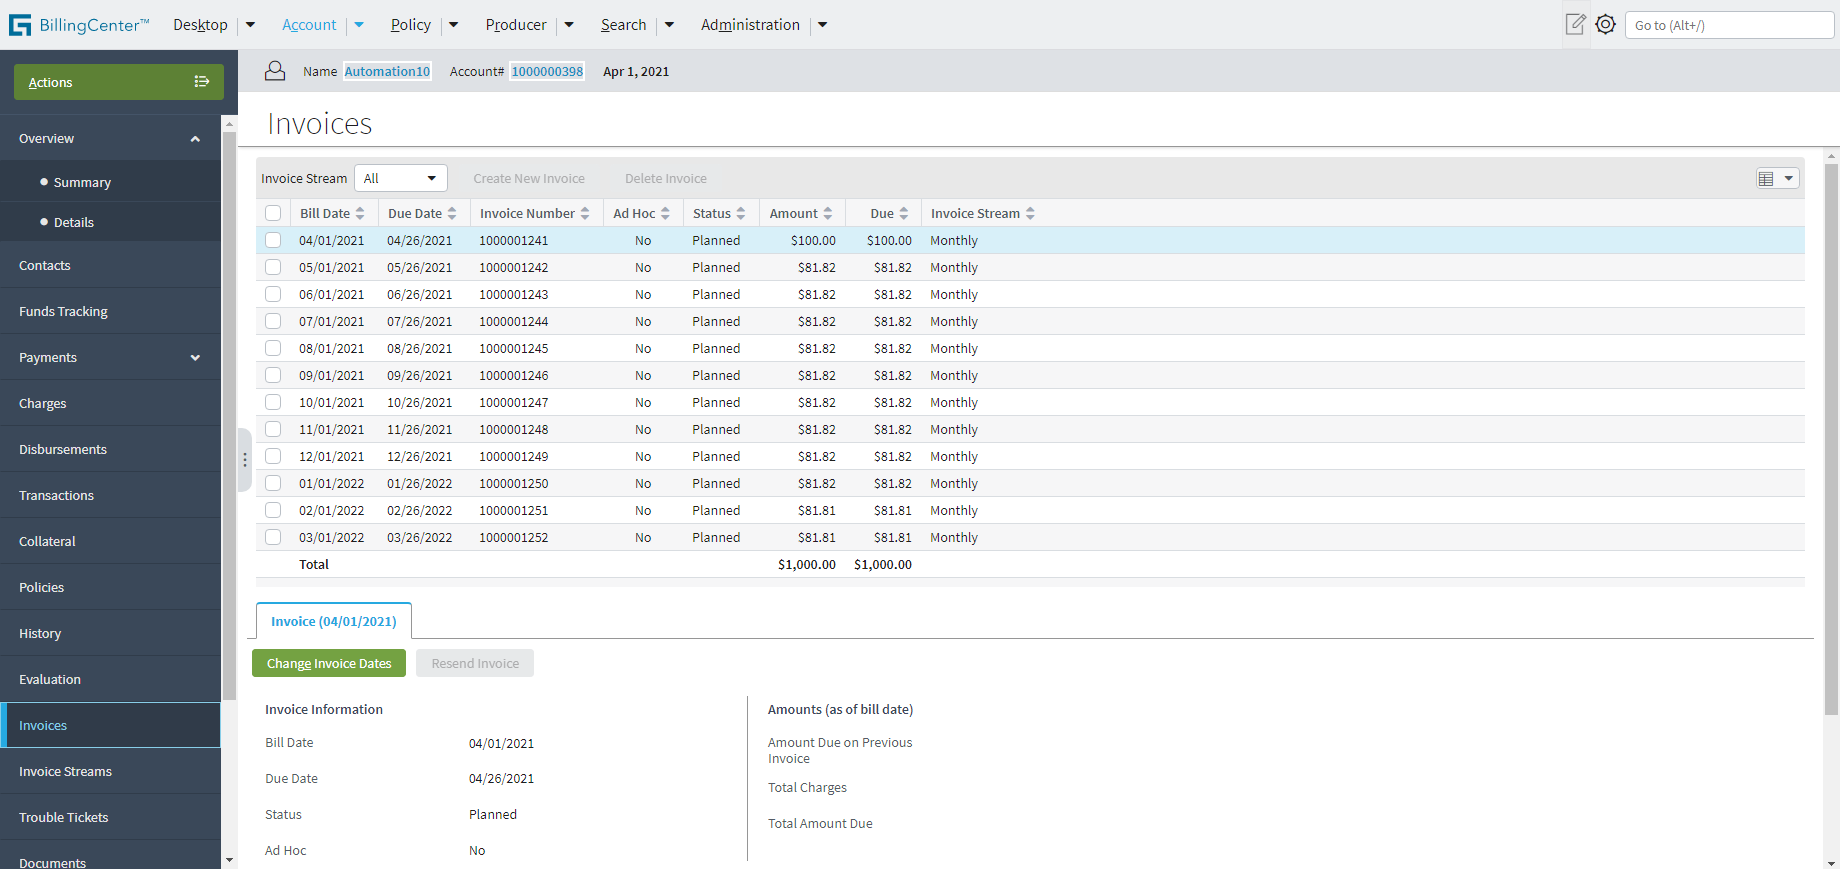 BillingCenter™ Desktop Account Policy Producer Search Administration Go to (Alt+/)
Actions
Name Automation10 Account# 1000000398 Apr 1, 2021
Overview
Summary
Details
Contacts
Funds Tracking
Payments
Charges
Disbursements
Transactions
Collateral
Policies
History
Evaluation
Invoices
Invoice Streams
Trouble Tickets
Documents
Invoices
Invoice Stream All Create New Invoice Delete Invoice
Bill Date Due Date Invoice Number Ad Hoc Status Amount Due Invoice Stream
04/01/2021 04/26/2021 1000001241 No Planned $100.00 $100.00 Monthly
05/01/2021 05/26/2021 1000001242 No Planned $81.82 $81.82 Monthly
06/01/2021 06/26/2021 1000001243 No Planned $81.82 $81.82 Monthly
07/01/2021 07/26/2021 1000001244 No Planned $81.82 $81.82 Monthly
08/01/2021 08/26/2021 1000001245 No Planned $81.82 $81.82 Monthly
09/01/2021 09/26/2021 1000001246 No Planned $81.82 $81.82 Monthly
10/01/2021 10/26/2021 1000001247 No Planned $81.82 $81.82 Monthly
11/01/2021 11/26/2021 1000001248 No Planned $81.82 $81.82 Monthly
12/01/2021 12/26/2021 1000001249 No Planned $81.82 $81.82 Monthly
01/01/2022 01/26/2022 1000001250 No Planned $81.82 $81.82 Monthly
02/01/2022 02/26/2022 1000001251 No Planned $81.81 $81.81 Monthly
03/01/2022 03/26/2022 1000001252 No Planned $81.81 $81.81 Monthly
Total $1,000.00 $1,000.00
Invoice (04/01/2021)
Change Invoice Dates Resend Invoice
Invoice Information
Bill Date 04/01/2021
Due Date 04/26/2021
Status Planned
Ad Hoc No
Amounts (as of bill date)
Amount Due on Previous
Invoice
Total Charges
Total Amount Due